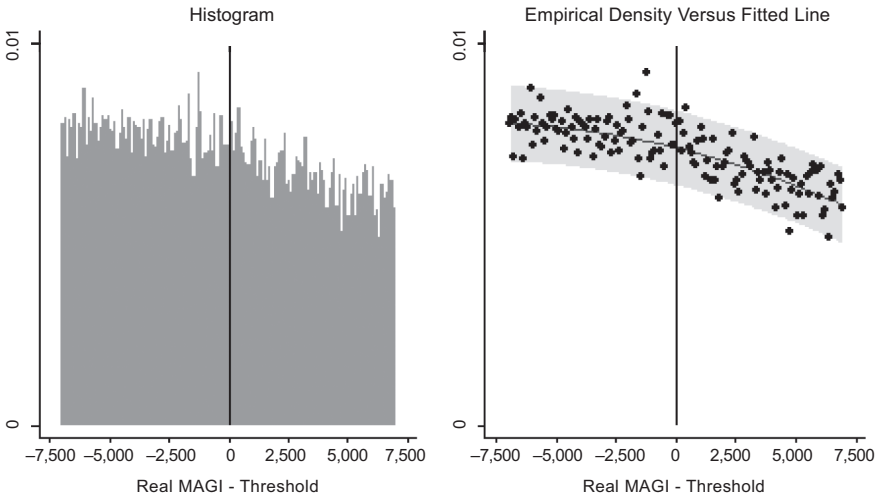 Histogram
0.01
0
–7,500 –5,000 –2,500 0 2,500 5,000 7,500
Real MAGI - Threshold
Empirical Density Versus Fitted Line
0.01
0
–7,500 –5,000 –2,500 0 2,500 5,000 7,500
Real MAGI - Threshold